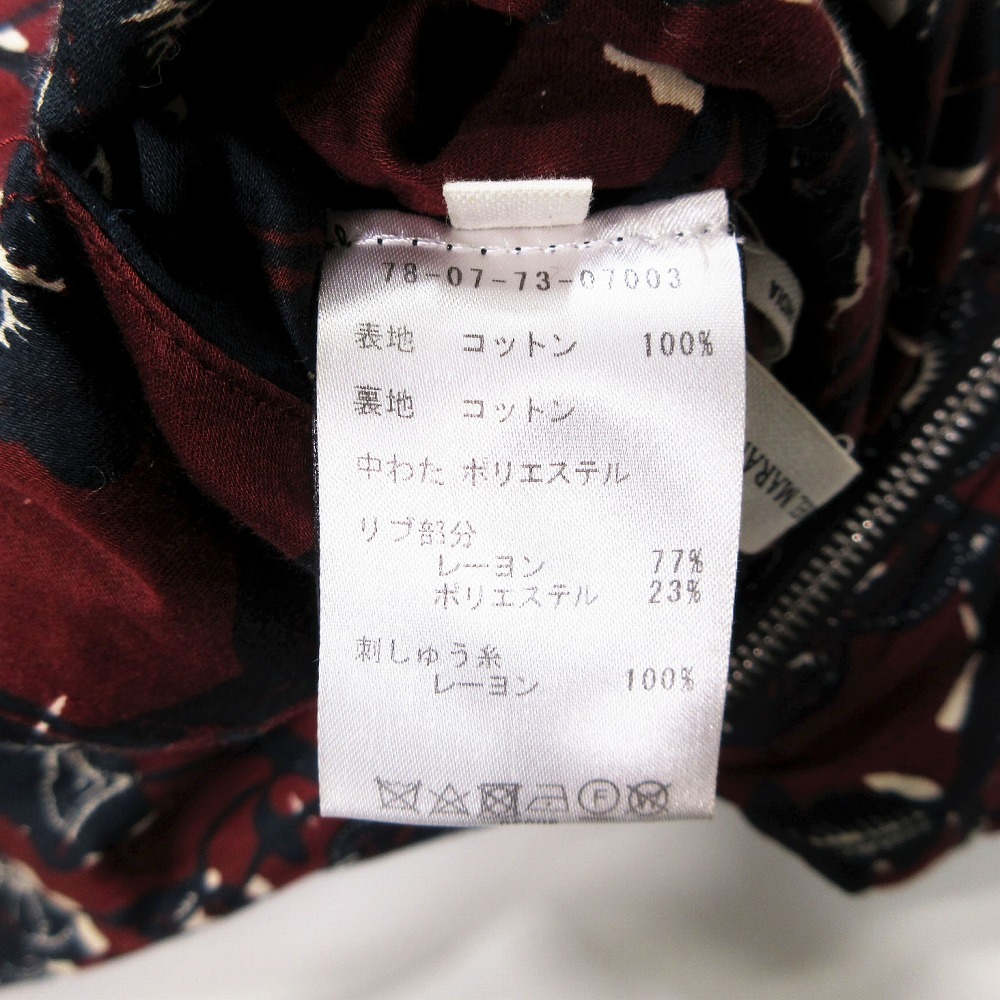 78-07-73-07003
表地 コットン 100%
裏地 コットン
中わた ポリエステル
リブ部分
レーヨン 77%
ポリエステル 23%
刺しゅう糸
レーヨン 100%
F W
INDIA